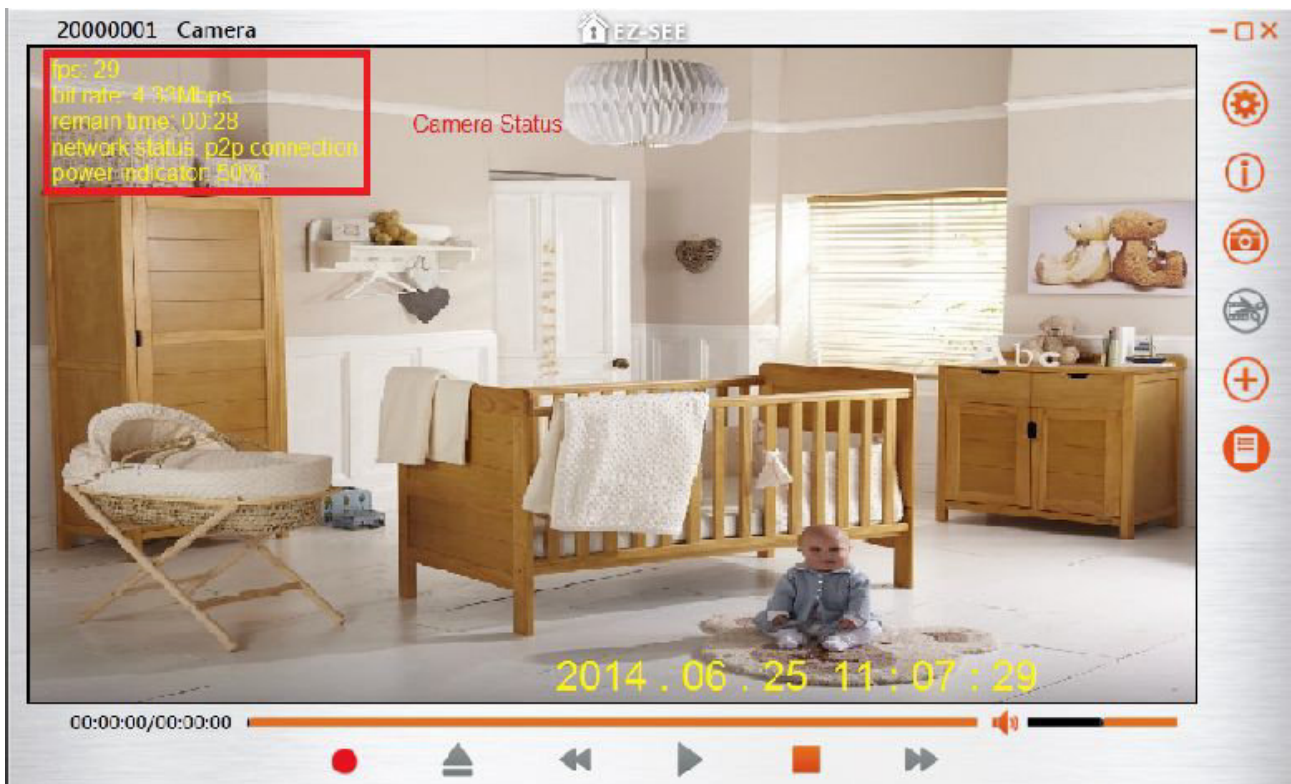 20000001 Camera
EZ-SEE
fps: 29
bit rate: 4.33Mbps
remain time: 00:28
network status: p2p connection
power indicator: 50%
Camera Status
Abc
2014 . 06 . 25 11 : 07 : 29
00:00:00/00:00:00